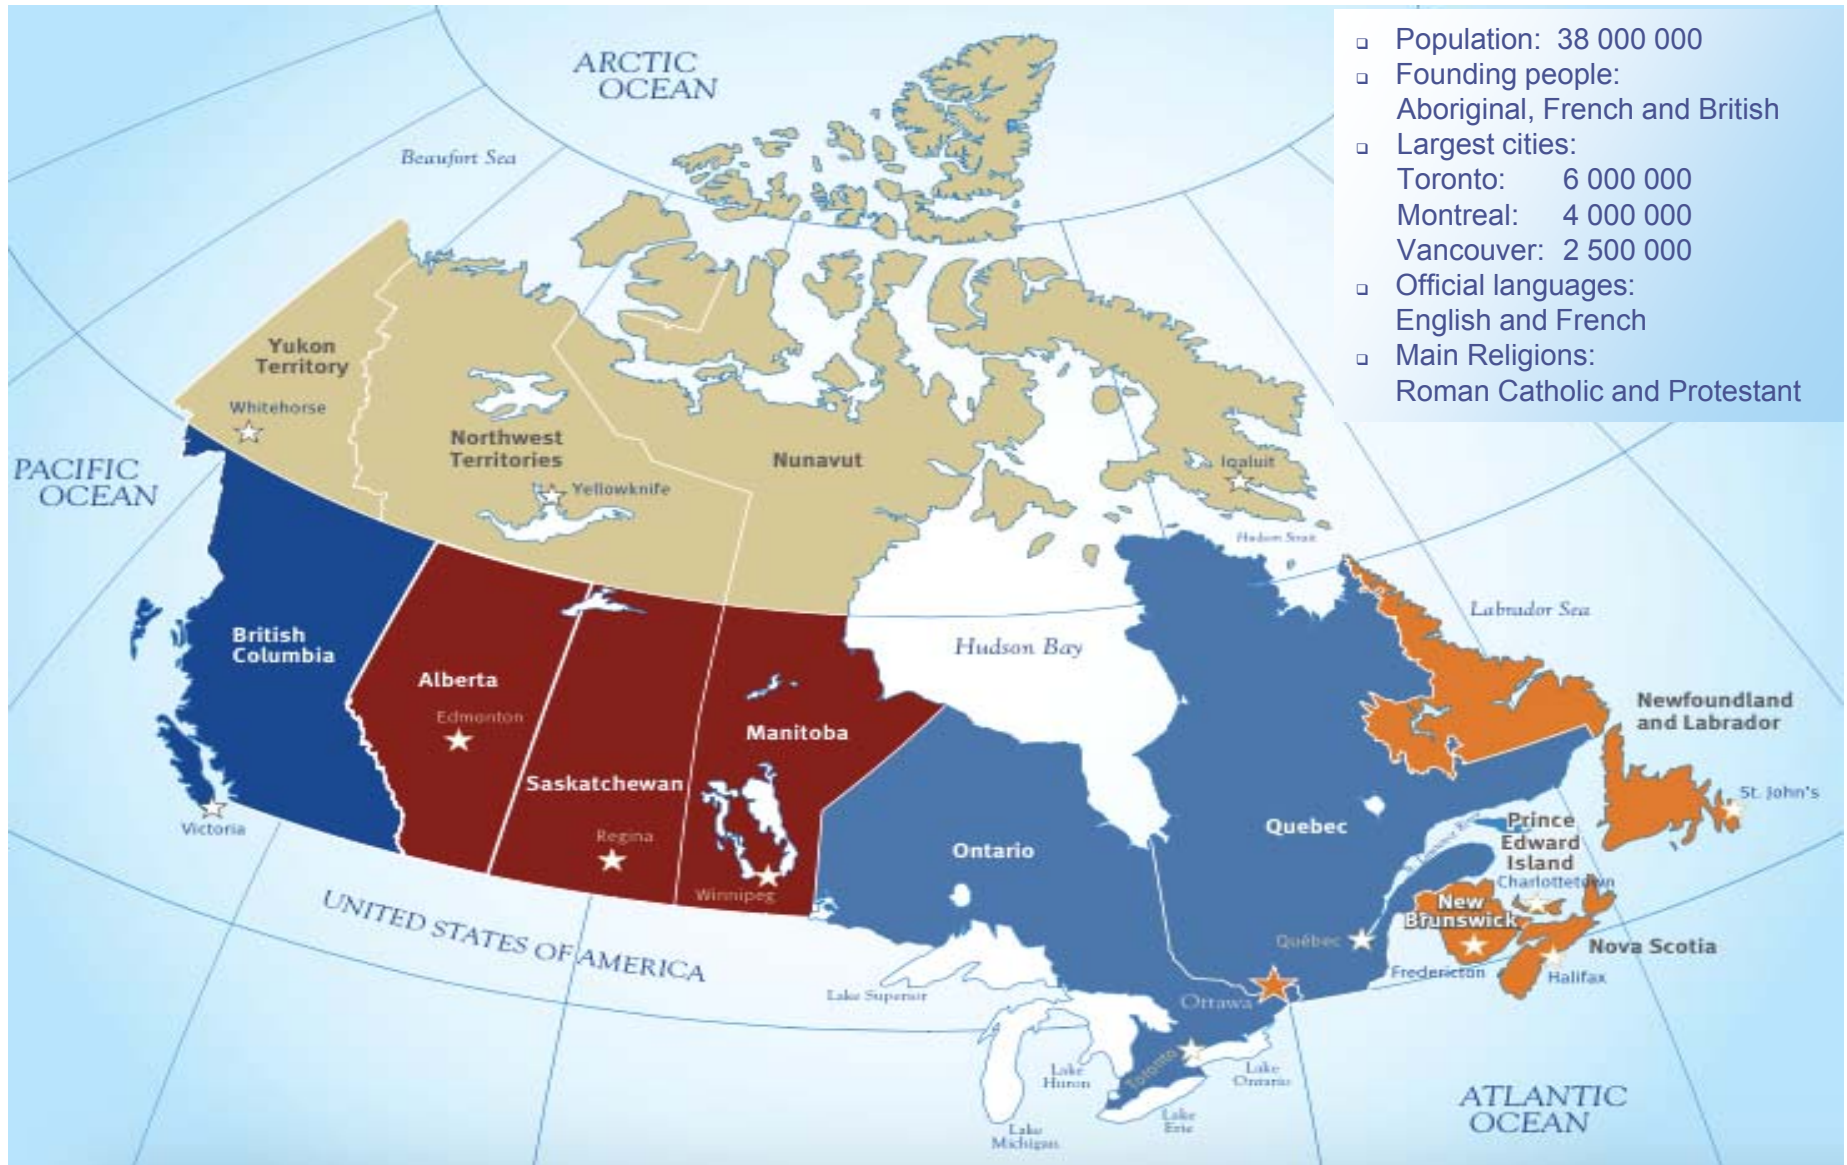 ARCTIC
OCEAN
Beaufort Sea
❑ Population: 38 000 000
❑ Founding people:
Aboriginal, French and British
❑ Largest cities:
Toronto: 6 000 000
Montreal: 4 000 000
Vancouver: 2 500 000
❑ Official languages:
English and French
❑ Main Religions:
Roman Catholic and Protestant
Yukon
Territory
Whitehorse
Northwest
Territories
Yellowknife
Nunavut
Iqaluit
Hudson Strait
PACIFIC
OCEAN
British
Columbia
Victoria
Alberta
Edmonton
Saskatchewan
Regina
Manitoba
Winnipeg
Hudson Bay
Labrador Sea
Newfoundland
and Labrador
St. John's
Ontario
Quebec
Prince
Edward
Island
Charlottetown
New
Brunswick
Fredericton
Nova Scotia
Halifax
Québec
Ottawa
Toronto
UNITED STATES OF AMERICA
Lake Superior
Lake
Huron
Lake
Ontario
Lake
Erie
Lake
Michigan
ATLANTIC
OCEAN